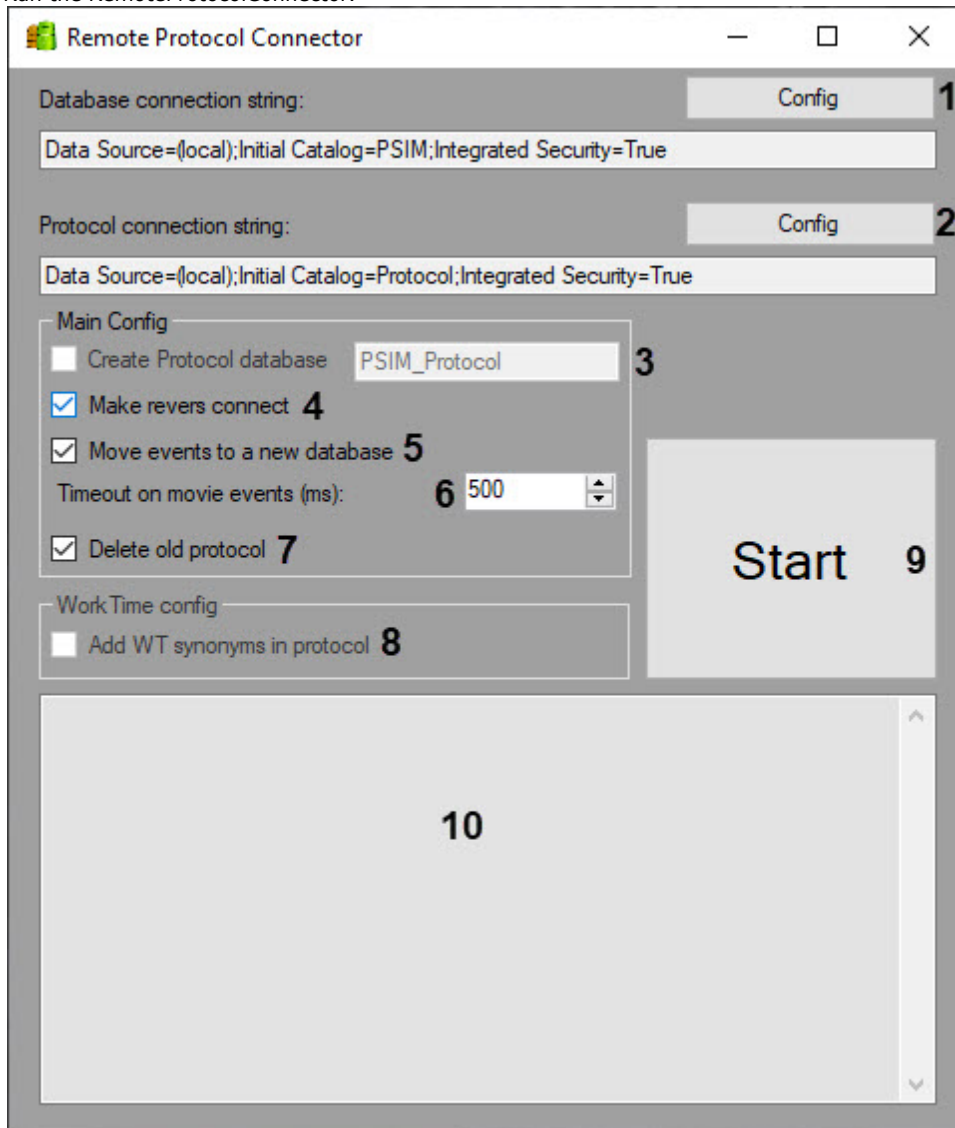 Run the RemoteProtocolConnector.
Remote Protocol Connector
Database connection string:
Config 1
Data Source=(local);Initial Catalog=PSIM;Integrated Security=True
Protocol connection string:
Config 2
Data Source=(local);Initial Catalog=Protocol;Integrated Security=True
Main Config
Create Protocol database PSIM_Protocol 3
Make revers connect 4
Move events to a new database 5
Timeout on movie events (ms): 6 500
Delete old protocol 7
Start 9
WorkTime config
Add WT synonyms in protocol 8
10